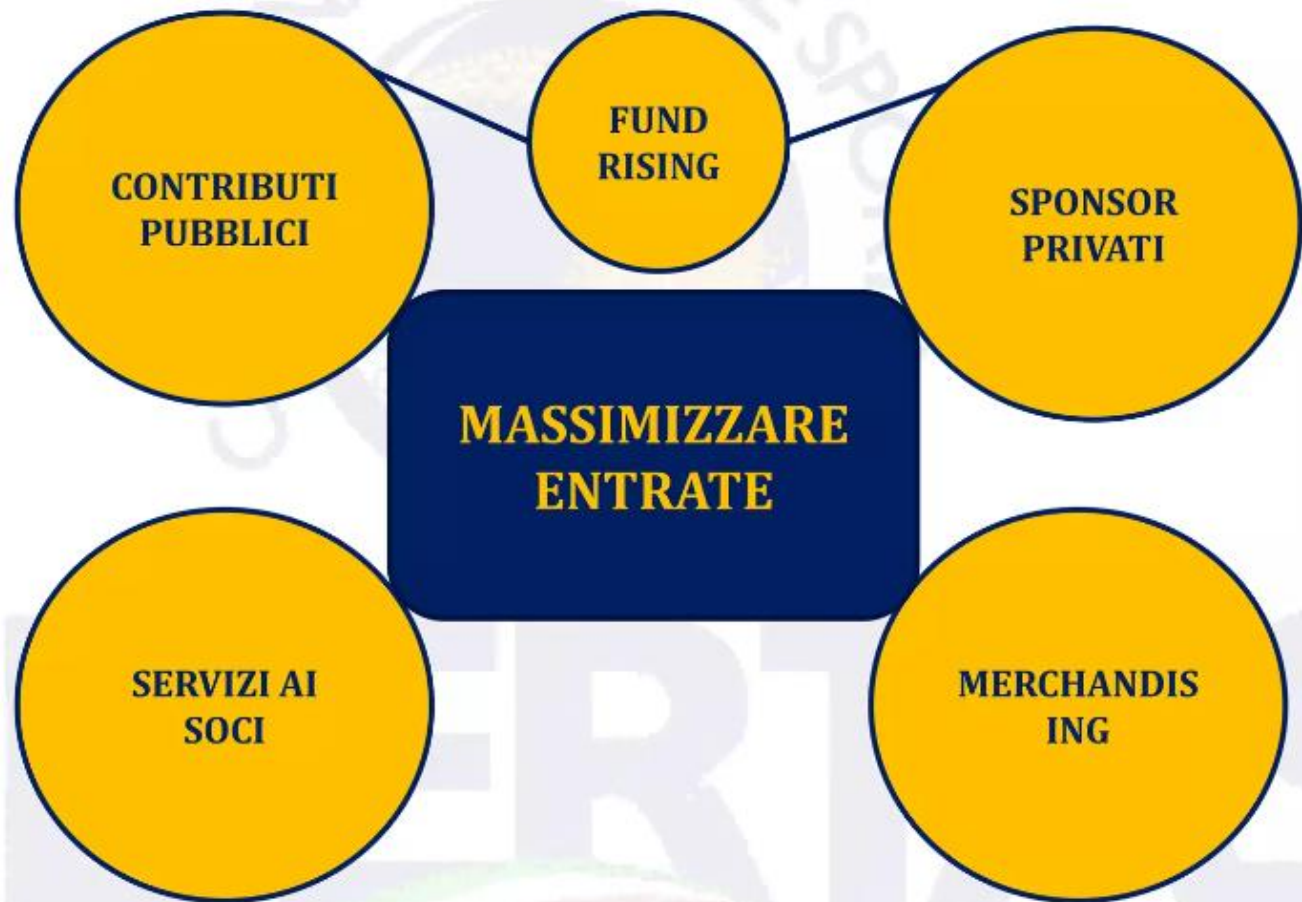 CONTRIBUTI
PUBBLICI
FUND
RISING
SPONSOR
PRIVATI
MASSIMIZZARE
ENTRATE
SERVIZI AI
SOCI
MERCHANDIS
ING